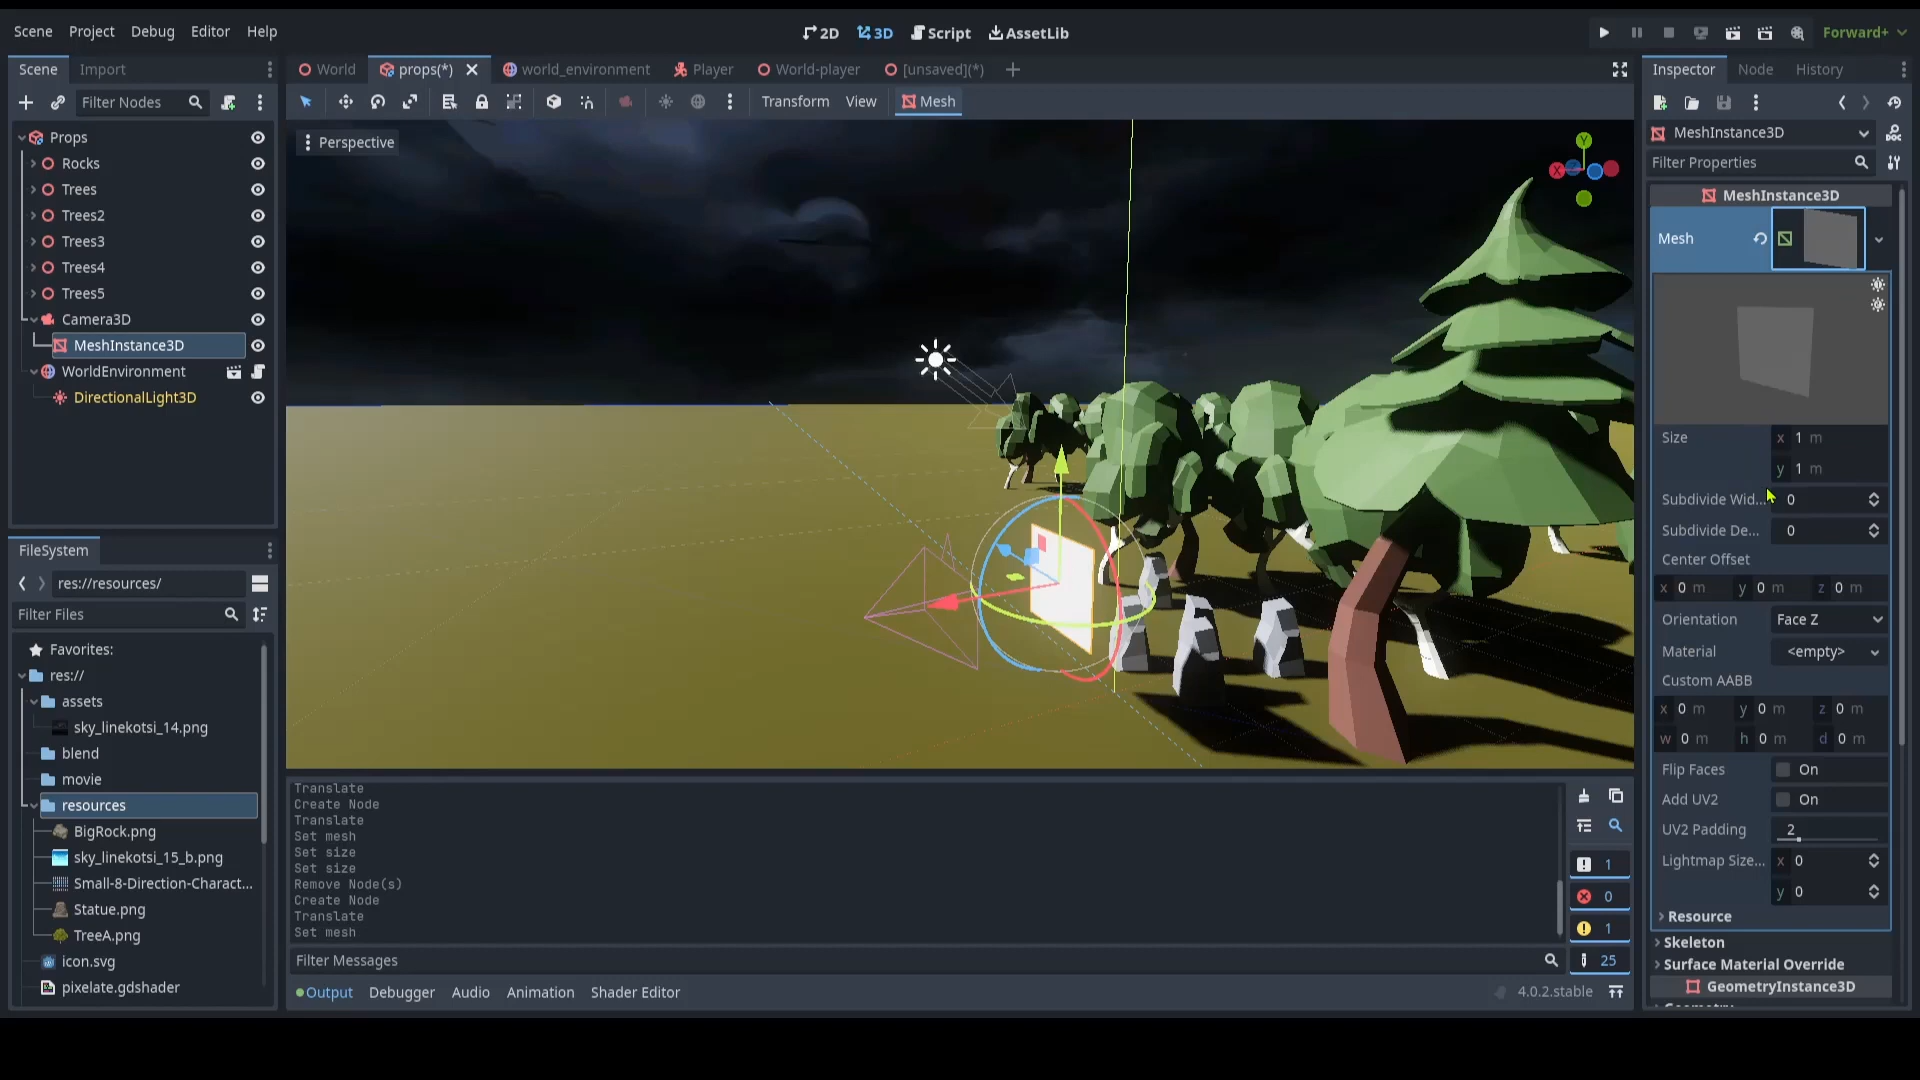 Scene Project Debug Editor Help
2D 3D Script AssetLib
Forward+
Scene Import
World props(*) world_environment Player World-player [unsaved](*)
Inspector Node History
Filter Nodes
Transform View Mesh
Props
Rocks
Trees
Trees2
Trees3
Trees4
Trees5
Camera3D
MeshInstance3D
WorldEnvironment
DirectionalLight3D
Perspective
Y
X
FileSystem
res://resources/
Filter Files
Favorites:
res://
assets
sky_linekotsi_14.png
blend
movie
resources
BigRock.png
sky_linekotsi_15_b.png
Small-8-Direction-Charact...
Statue.png
TreeA.png
icon.svg
pixelate.gdshader
Translate
Create Node
Translate
Set mesh
Set size
Set size
Remove Node(s)
Create Node
Translate
Set mesh
1
0
1
25
Filter Messages
Output Debugger Audio Animation Shader Editor
4.0.2.stable
MeshInstance3D
Filter Properties
MeshInstance3D
Mesh
Size x 1 m
y 1 m
Subdivide Wid... 0
Subdivide De... 0
Center Offset
x 0 m y 0 m z 0 m
Orientation Face Z
Material <empty>
Custom AABB
x 0 m y 0 m z 0 m
w 0 m h 0 m d 0 m
Flip Faces On
Add UV2 On
UV2 Padding 2
Lightmap Size... x 0
y 0
Resource
Skeleton
Surface Material Override
GeometryInstance3D